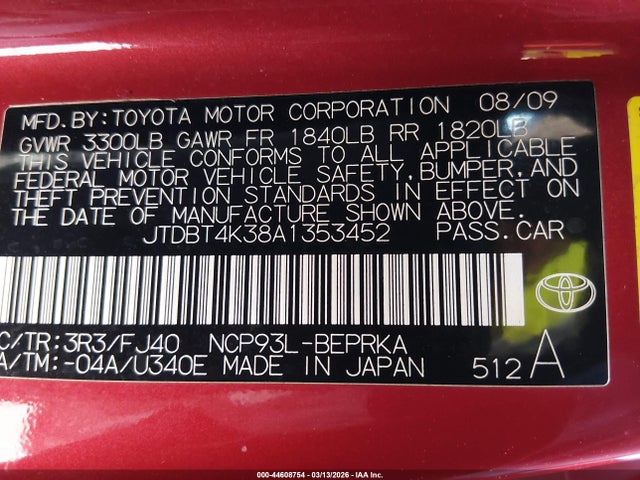 MFD.BY:TOYOTA MOTOR CORPORATION 08/09
GVWR 3300LB GAWR FR 1840LB RR 1820LB
THIS VEHICLE CONFORMS TO ALL APPLICABLE
FEDERAL MOTOR VEHICLE SAFETY,BUMPER,AND
THEFT PREVENTION STANDARDS IN EFFECT ON
THE DATE OF MANUFACTURE SHOWN ABOVE.
JTDBT4K38A1353452 PASS.CAR
C/TR:3R3/FJ40 NCP93L-BEPRKA
A/TM:-04A/U340E MADE IN JAPAN 512A
000-44608754 - 03/13/2026 - IAA Inc.